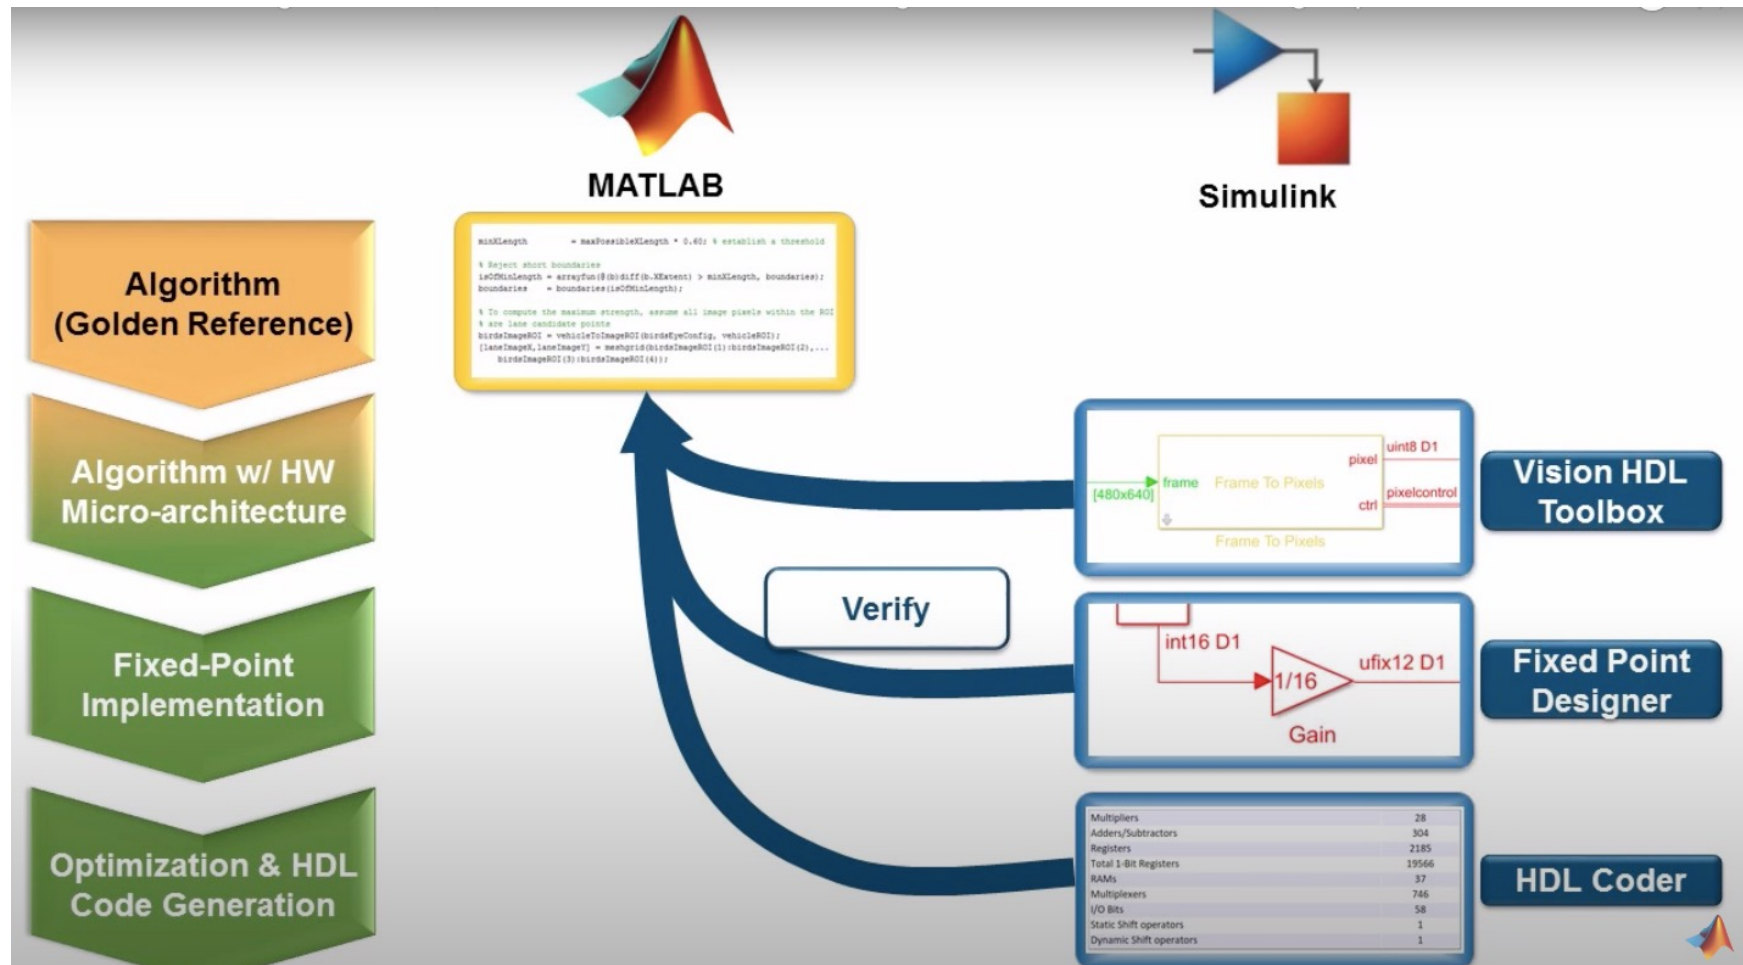 MATLAB
Simulink
Algorithm
(Golden Reference)
minXLength = maxPossibleXLength * 0.60; % establish a threshold
% Reject short boundaries
isOfMinLength = arrayfun(@(b)diff(b.XExtent) > minXLength, boundaries);
boundaries = boundaries(isOfMinLength);
% To compute the maximum strength, assume all image pixels within the ROI
% are lane candidate points
birdsImageROI = vehicleToImageROI(birdsEyeConfig, vehicleROI);
[laneImageX,laneImageY] = meshgrid(birdsImageROI(1):birdsImageROI(2),...
birdsImageROI(3):birdsImageROI(4));
Algorithm w/ HW
Micro-architecture
[480x640]
frame
Frame To Pixels
pixel
ctrl
uint8 D1
pixelcontrol
Frame To Pixels
Vision HDL
Toolbox
Verify
Fixed-Point
Implementation
int16 D1
1/16
ufix12 D1
Gain
Fixed Point
Designer
Optimization & HDL
Code Generation
Multipliers 28
Adders/Subtractors 304
Registers 2185
Total 1-Bit Registers 19566
RAMs 37
Multiplexers 746
I/O Bits 58
Static Shift operators 1
Dynamic Shift operators 1
HDL Coder